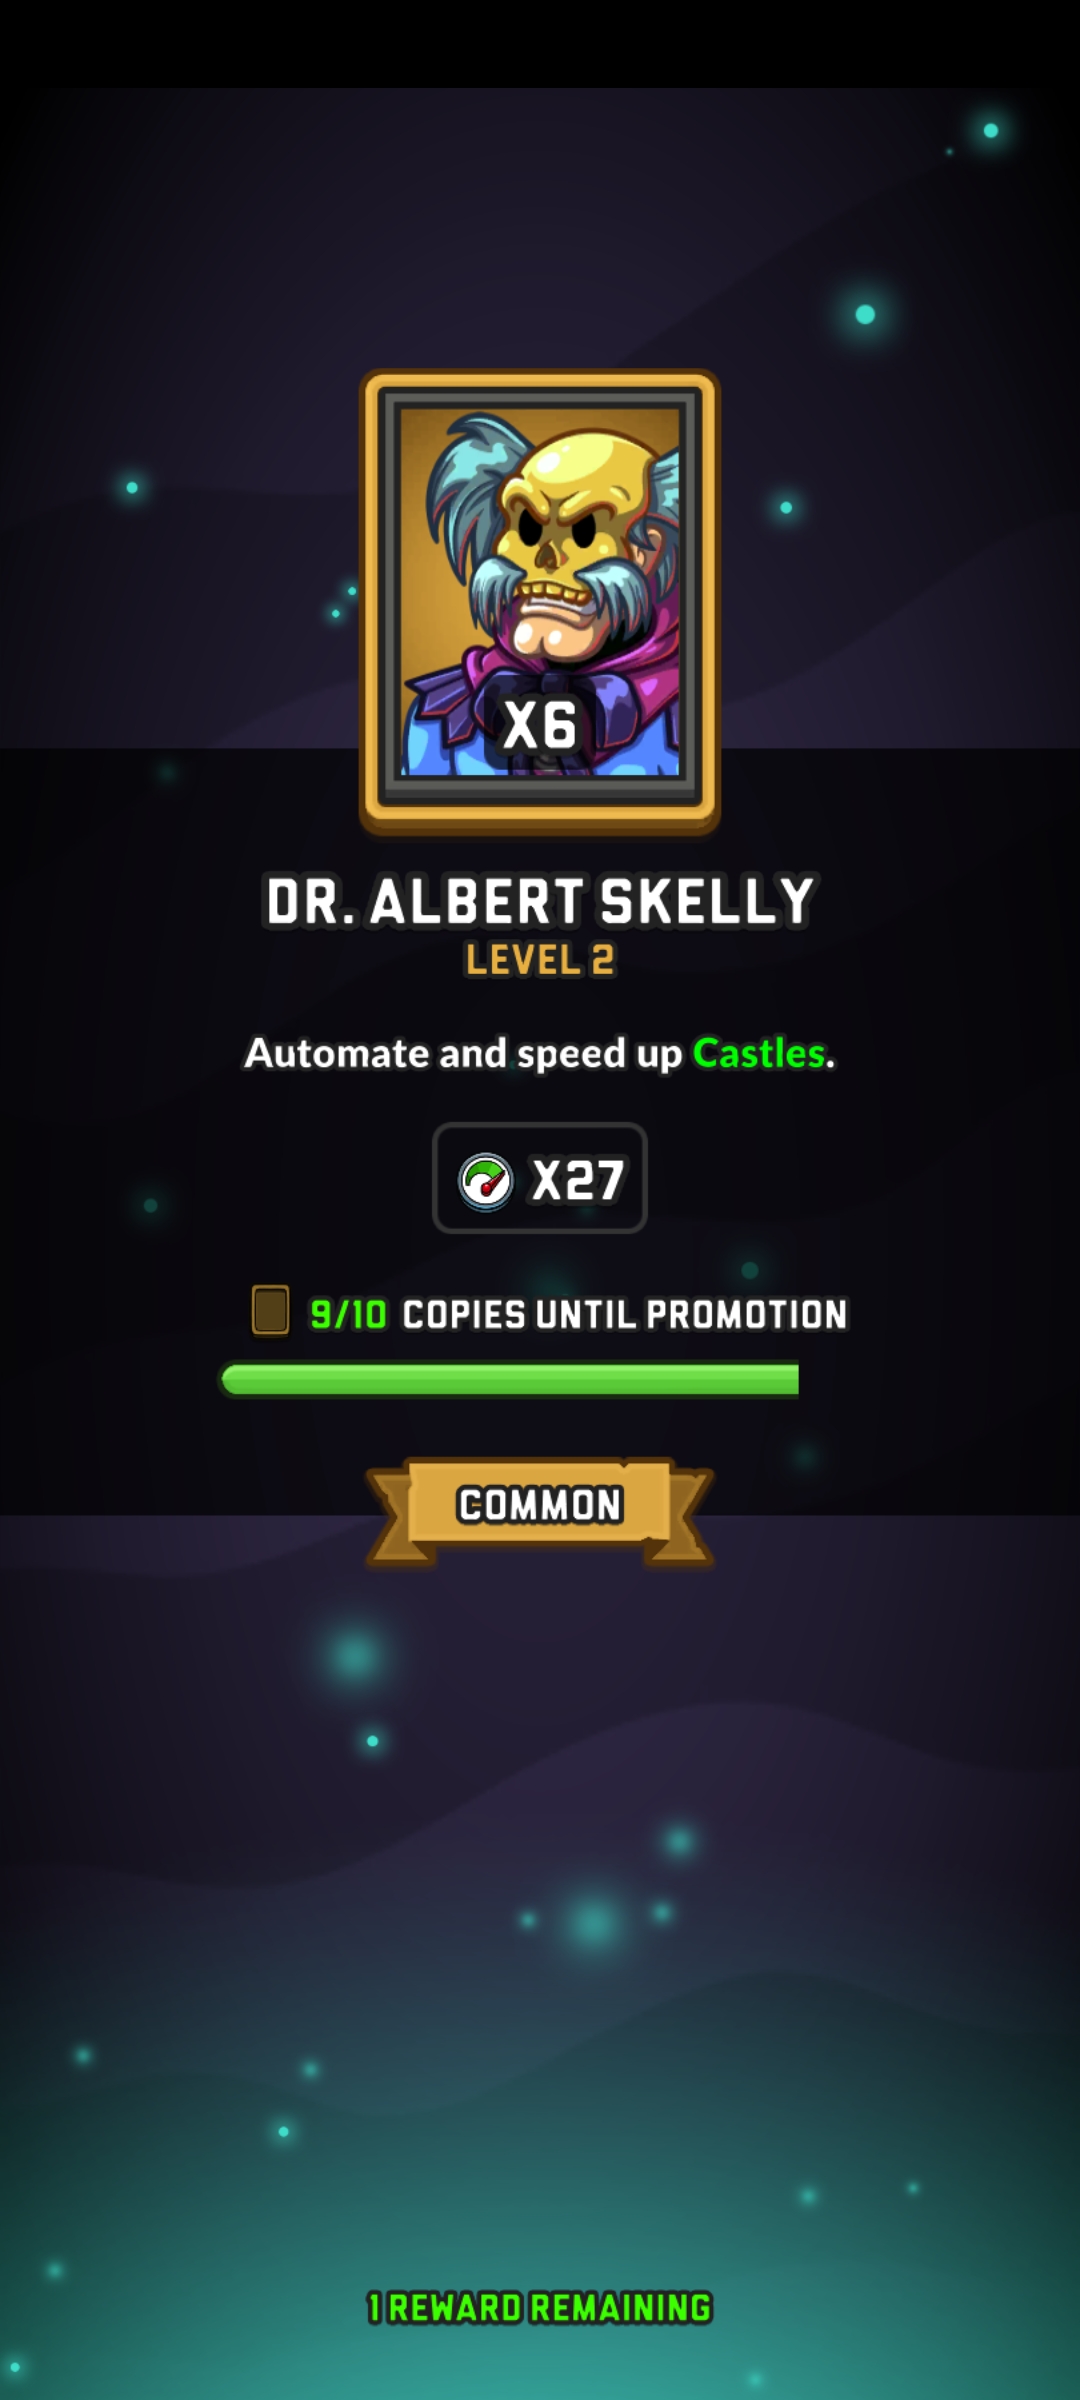 X6
DR. ALBERT SKELLY
LEVEL 2
Automate and speed up Castles.
X27
9/10 COPIES UNTIL PROMOTION
COMMON
1 REWARD REMAINING